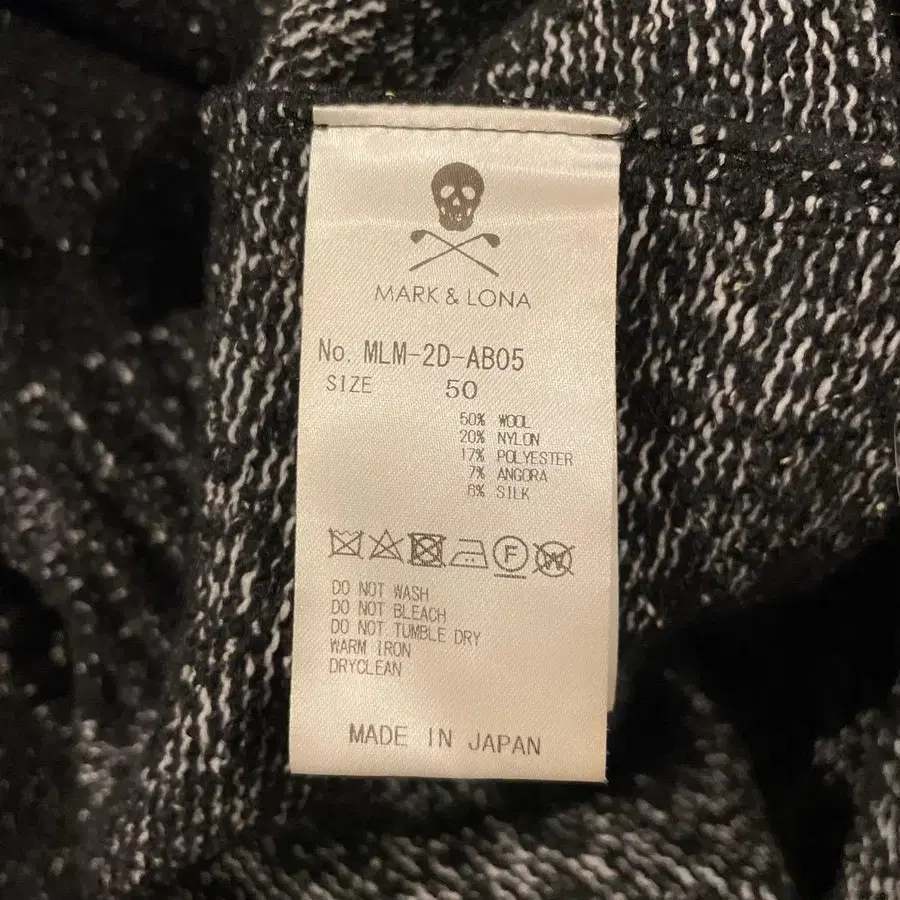 MARK & LONA
No. MLM-2D-AB05
SIZE 50
50% WOOL
20% NYLON
17% POLYESTER
7% ANGORA
6% SILK
F W
DO NOT WASH
DO NOT BLEACH
DO NOT TUMBLE DRY
WARM IRON
DRYCLEAN
MADE IN JAPAN